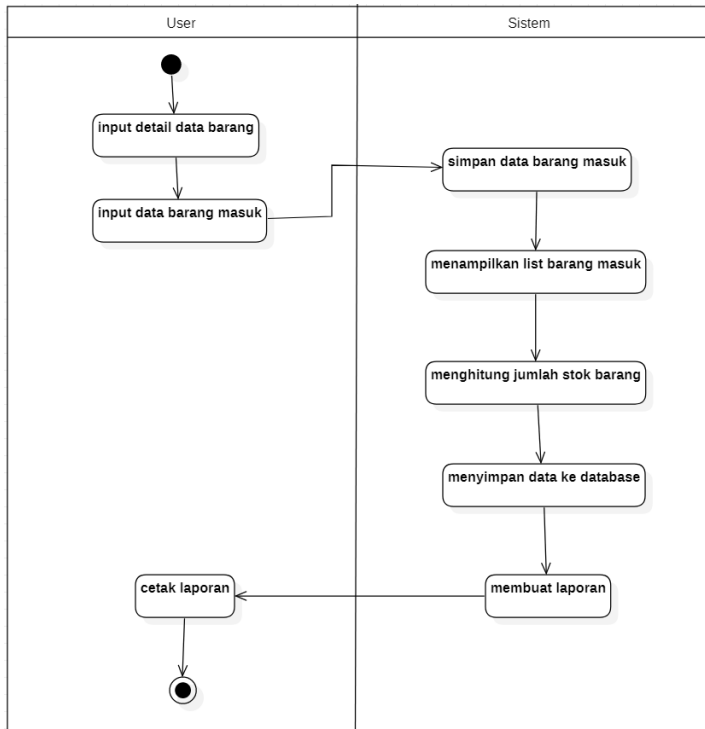 User
Sistem
input detail data barang
input data barang masuk
simpan data barang masuk
menampilkan list barang masuk
menghitung jumlah stok barang
menyimpan data ke database
membuat laporan
cetak laporan